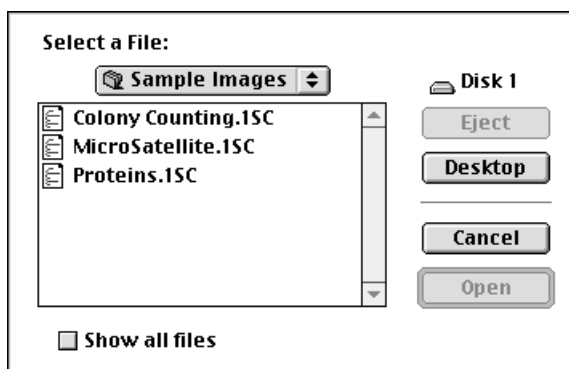 Select a File:
Sample Images
Disk 1
Colony Counting.1SC
MicroSatellite.1SC
Proteins.1SC
Eject
Desktop
Cancel
Open
Show all files